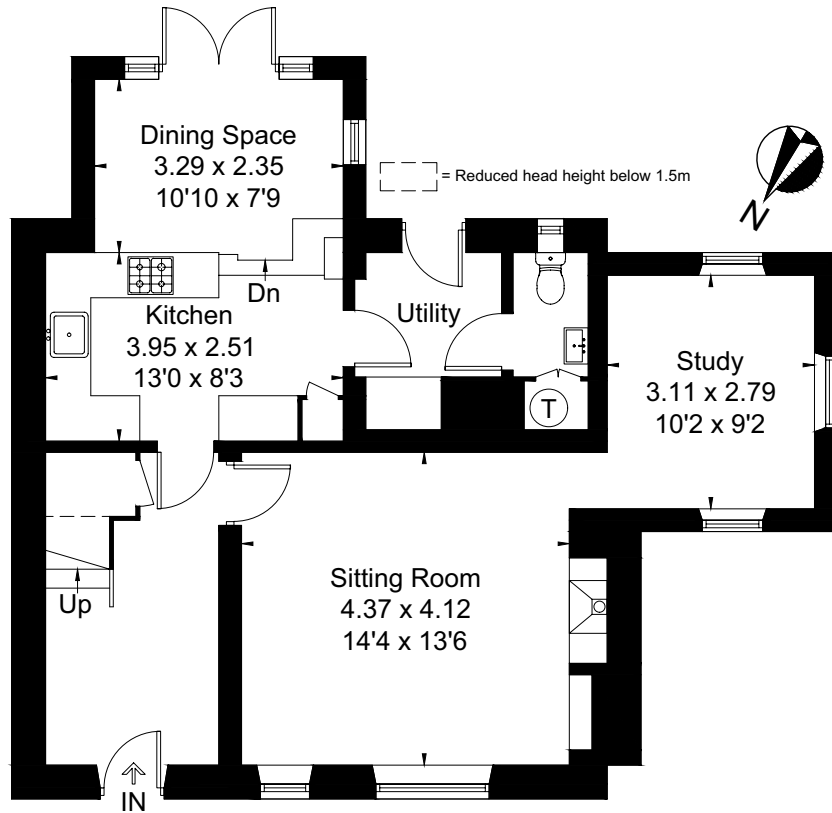 Dining Space
3.29 x 2.35
10'10 x 7'9
= Reduced head height below 1.5m
N
Dn
Utility
Kitchen
3.95 x 2.51
13'0 x 8'3
Study
3.11 x 2.79
10'2 x 9'2
T
Sitting Room
4.37 x 4.12
14'4 x 13'6
Up
IN